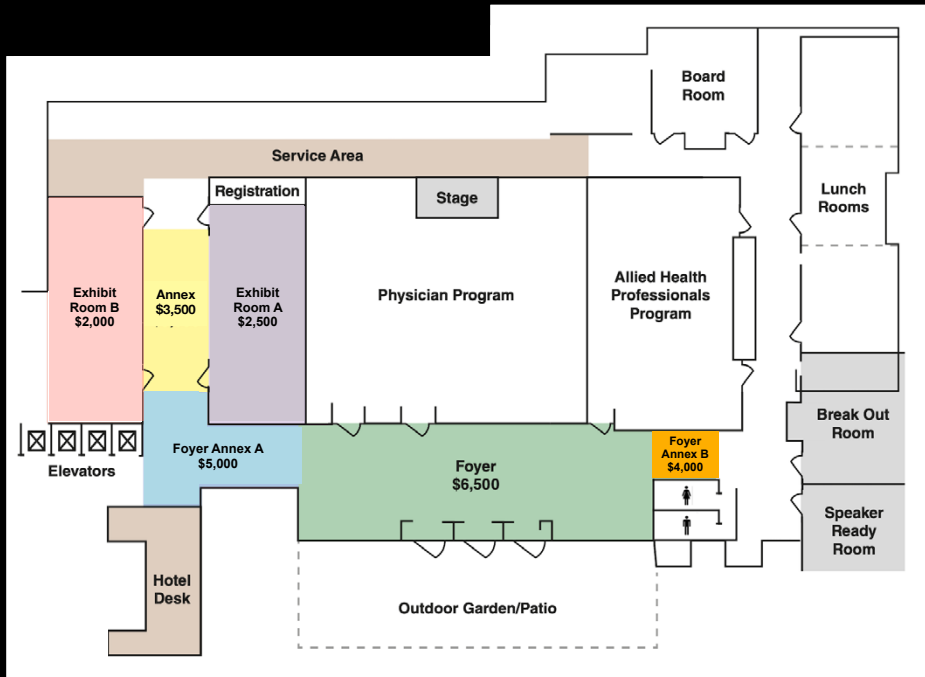 Board
Room
Service Area
Registration
Stage
Lunch
Rooms
Exhibit
Room B
$2,000
Annex
$3,500
Exhibit
Room A
$2,500
Physician Program
Allied Health
Professionals
Program
Break Out
Room
Elevators
Foyer Annex A
$5,000
Foyer
$6,500
Foyer
Annex B
$4,000
Speaker
Ready
Room
Hotel
Desk
Outdoor Garden/Patio